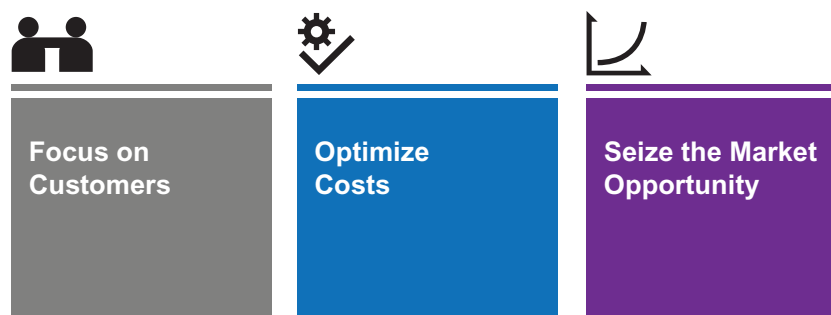 Focus on
Customers
Optimize
Costs
Seize the Market
Opportunity